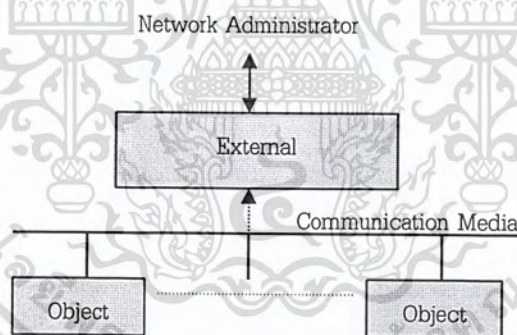 Network Administrator
External
Communication Media
Object
Object